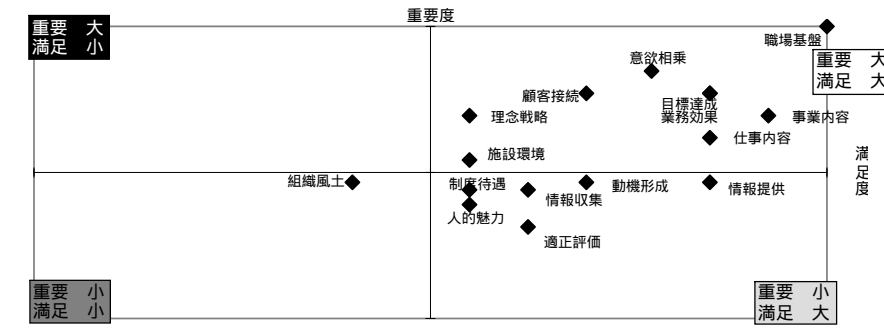 重要度
重要　大
満足　小
職場基盤
意欲相乗
重要　大
満足　大
顧客接続
目標達成
業務効果
理念戦略
事業内容
仕事内容
施設環境
満足度
組織風土
制度待遇
情報収集
動機形成
情報提供
人的魅力
適正評価
重要　小
満足　小
重要　小
満足　大